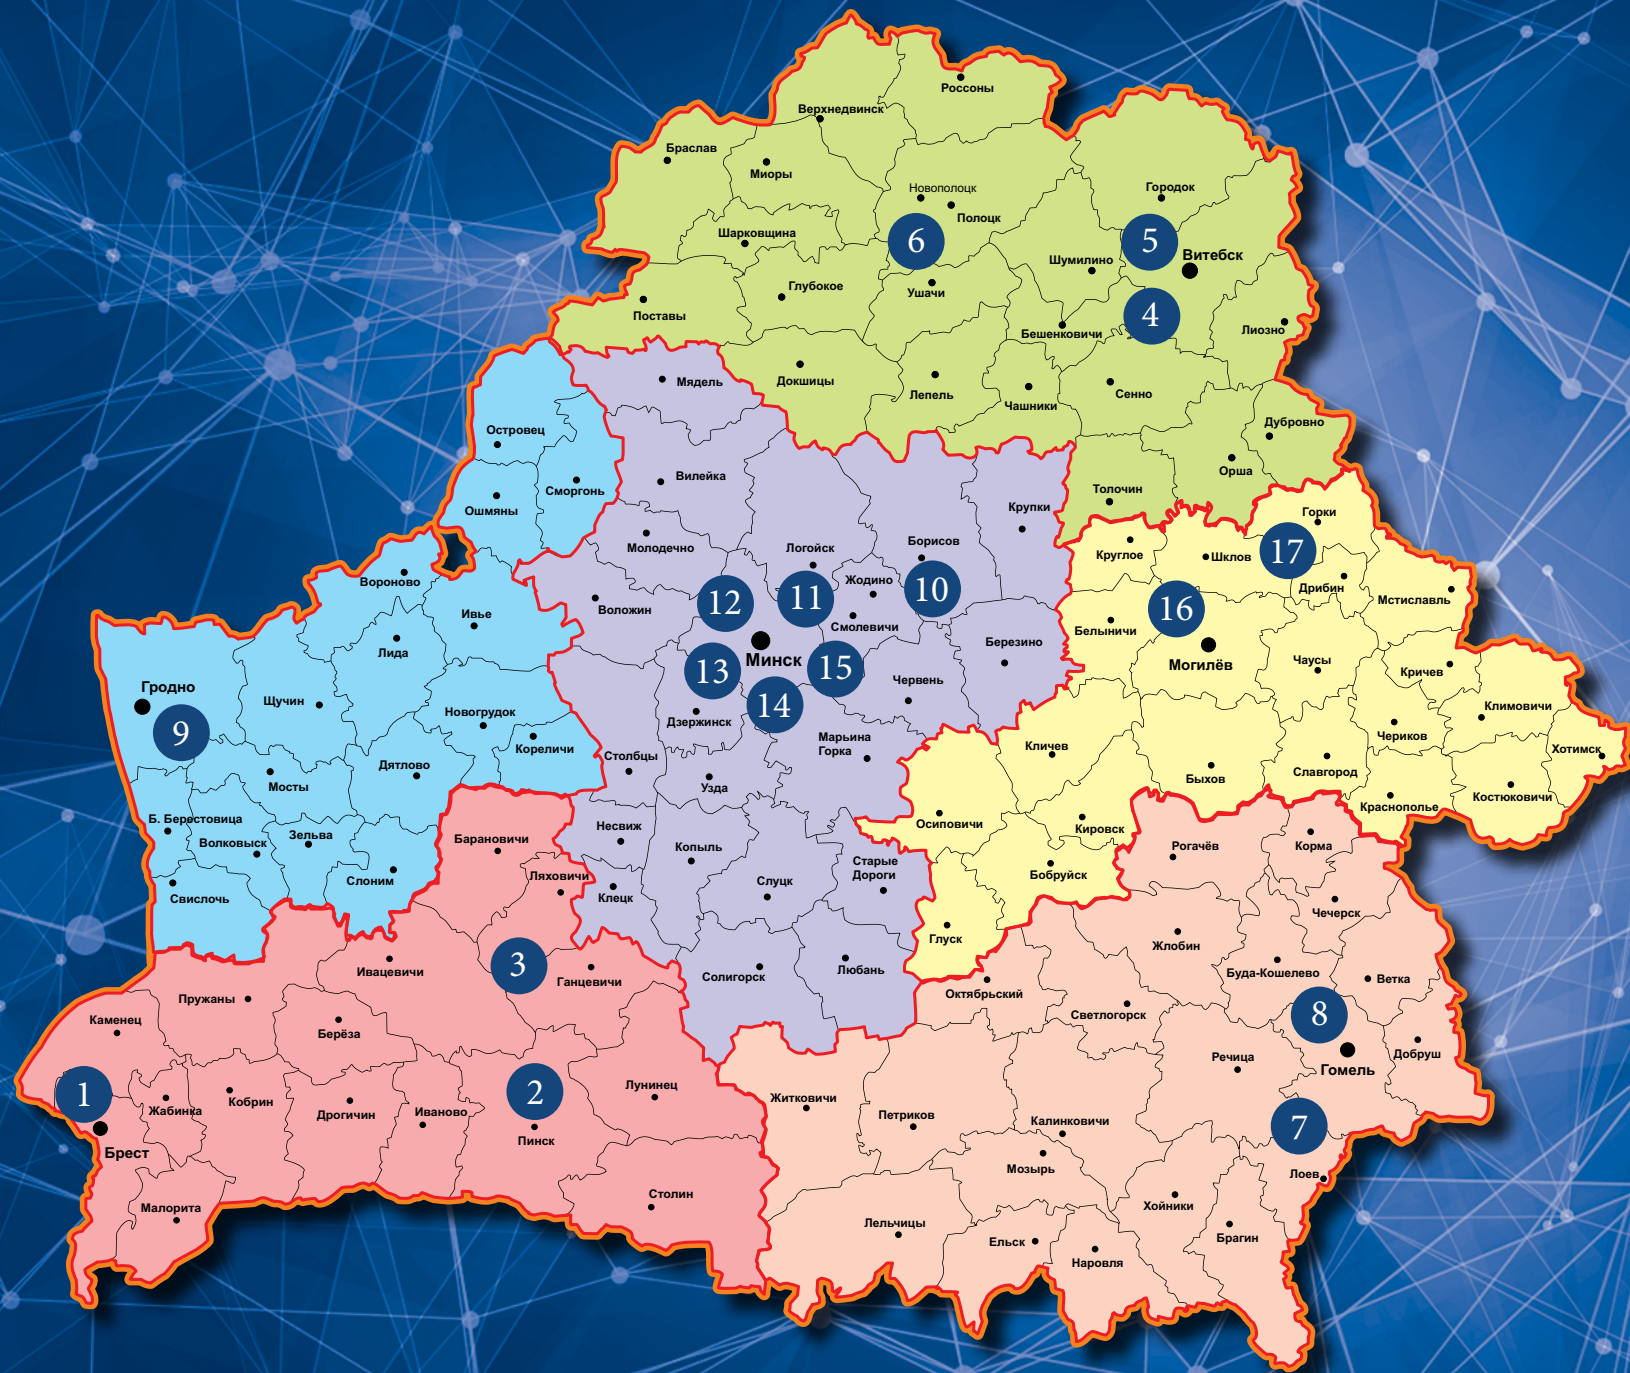 Россоны
Верхнедвинск
Браслав
Миоры
Новополоцк
Полоцк
Городок
Шарковщина
6
5
Витебск
Шумилино
Глубокое
Ушачи
4
Поставы
Бешенковичи
Лиозно
Докшицы
Лепель
Чашники
Сенно
Мядель
Дубровно
Орша
Толочин
Островец
Ошмяны
Сморгонь
Вилейка
Крупки
Горки
Молодечно
Логойск
Борисов
Круглое
Шклов
17
Дрибин
Мстиславль
Вороново
Ивье
Воложин
12
11
Жодино
10
Смолевичи
16
Белыничи
Могилёв
Лида
Минск
Березино
Чаусы
Кричев
13
15
Червень
Гродно
9
Щучин
Новогрудок
Кореличи
Дзержинск
14
Марьина
Горка
Кличев
Климовичи
Чериков
Хотимск
Столбцы
Узда
Быхов
Славгород
Краснополье
Костюковичи
Дятлово
Мосты
Б. Берестовица
Волковыск
Зельва
Слоним
Свислочь
Барановичи
Ляховичи
Несвиж
Клецк
Копыль
Слуцк
Старые
Дороги
Осиповичи
Кировск
Бобруйск
Глуск
Рогачёв
Корма
Чечерск
Жлобин
Буда-Кошелево
Ветка
3
Ивацевичи
Ганцевичи
Солигорск
Любань
Октябрьский
Светлогорск
8
Гомель
Добруш
Речица
Пружаны
Каменец
Берёза
1
Брест
Жабинка
Кобрин
Дрогичин
Иваново
2
Пинск
Лунинец
Житковичи
Петриков
Калинковичи
Мозырь
7
Лоев
Малорита
Столин
Лельчицы
Ельск
Наровля
Хойники
Брагин